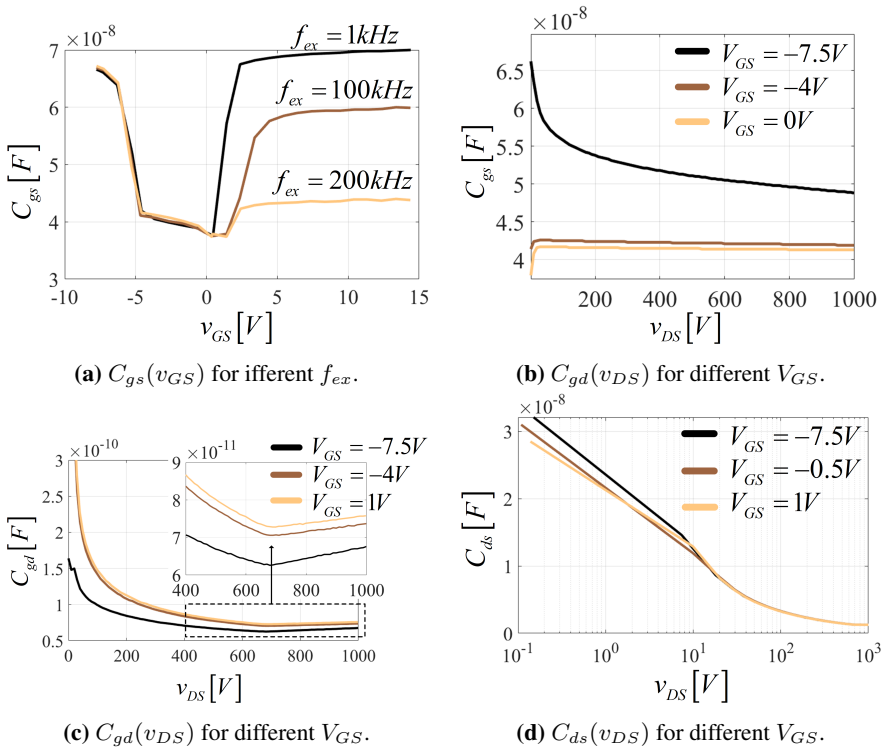 ×10⁻⁸
7
6
5
4
3
C_gs [F]
f_ex = 1kHz
f_ex = 100kHz
f_ex = 200kHz
-10 -5 0 5 10 15
v_GS [V]
(a) C_gs(v_GS) for ifferent f_ex.
×10⁻⁸
6.5
6
5.5
5
4.5
4
C_gs [F]
V_GS = −7.5V
V_GS = −4V
V_GS = 0V
200 400 600 800 1000
v_DS [V]
(b) C_gd(v_DS) for different V_GS.
×10⁻¹⁰
3
2.5
2
1.5
1
0.5
C_gd [F]
V_GS = −7.5V
V_GS = −4V
V_GS = 1V
×10⁻¹¹
9
8
7
6
400 600 800 1000
0 200 400 600 800 1000
v_DS [V]
(c) C_gd(v_DS) for different V_GS.
×10⁻⁸
3
2
1
0
C_ds [F]
V_GS = −7.5V
V_GS = −0.5V
V_GS = 1V
10⁻¹ 10⁰ 10¹ 10² 10³
v_DS [V]
(d) C_ds(v_DS) for different V_GS.